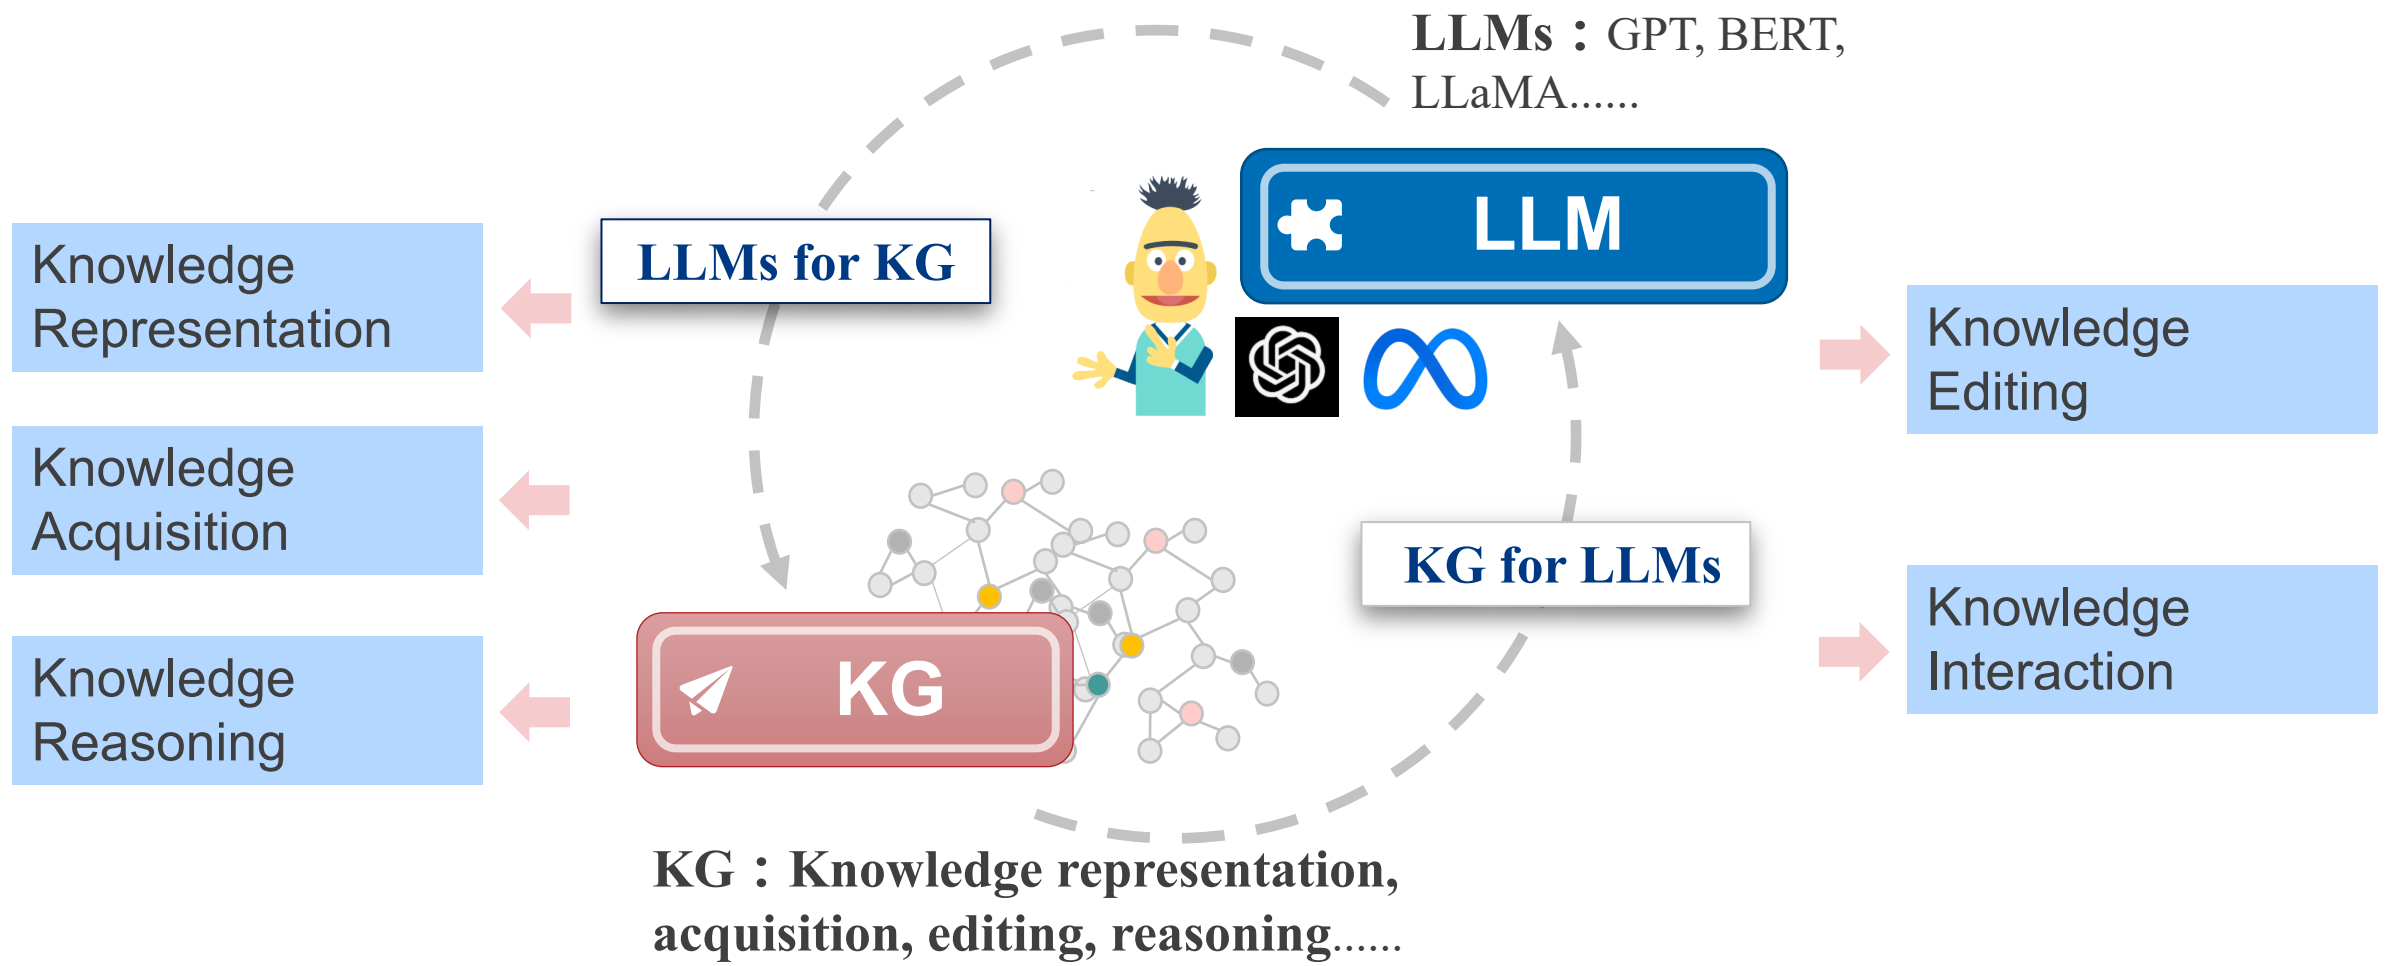 LLMs：GPT, BERT,
LLaMA......
LLM
LLMs for KG
Knowledge
Representation
Knowledge
Acquisition
Knowledge
Reasoning
Knowledge
Editing
KG for LLMs
Knowledge
Interaction
KG
KG：Knowledge representation,
acquisition, editing, reasoning......